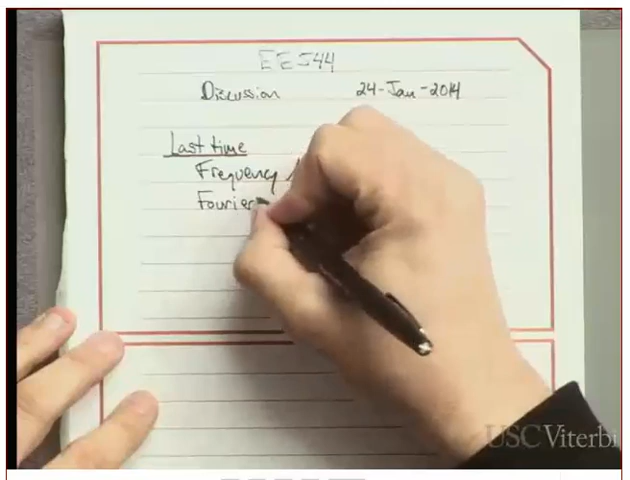 EE 544
Discussion 24-Jan-2014
Last time
Frequency
Fourier
USC Viterbi